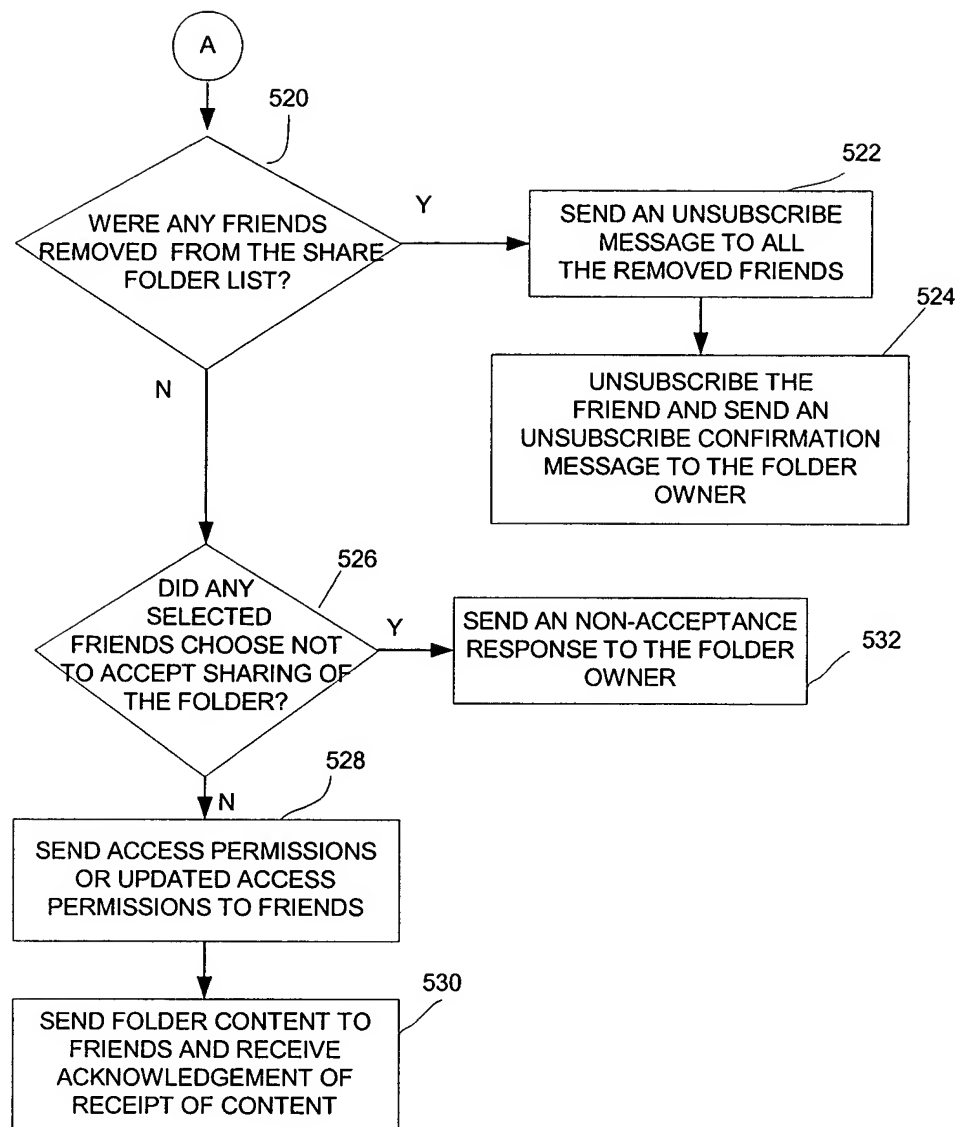 A
520
WERE ANY FRIENDS
REMOVED FROM THE SHARE
FOLDER LIST?
Y
522
SEND AN UNSUBSCRIBE
MESSAGE TO ALL
THE REMOVED FRIENDS
524
UNSUBSCRIBE THE
FRIEND AND SEND AN
UNSUBSCRIBE CONFIRMATION
MESSAGE TO THE FOLDER
OWNER
N
526
DID ANY
SELECTED
FRIENDS CHOOSE NOT
TO ACCEPT SHARING OF
THE FOLDER?
Y
SEND AN NON-ACCEPTANCE
RESPONSE TO THE FOLDER
OWNER
532
N
528
SEND ACCESS PERMISSIONS
OR UPDATED ACCESS
PERMISSIONS TO FRIENDS
530
SEND FOLDER CONTENT TO
FRIENDS AND RECEIVE
ACKNOWLEDGEMENT OF
RECEIPT OF CONTENT